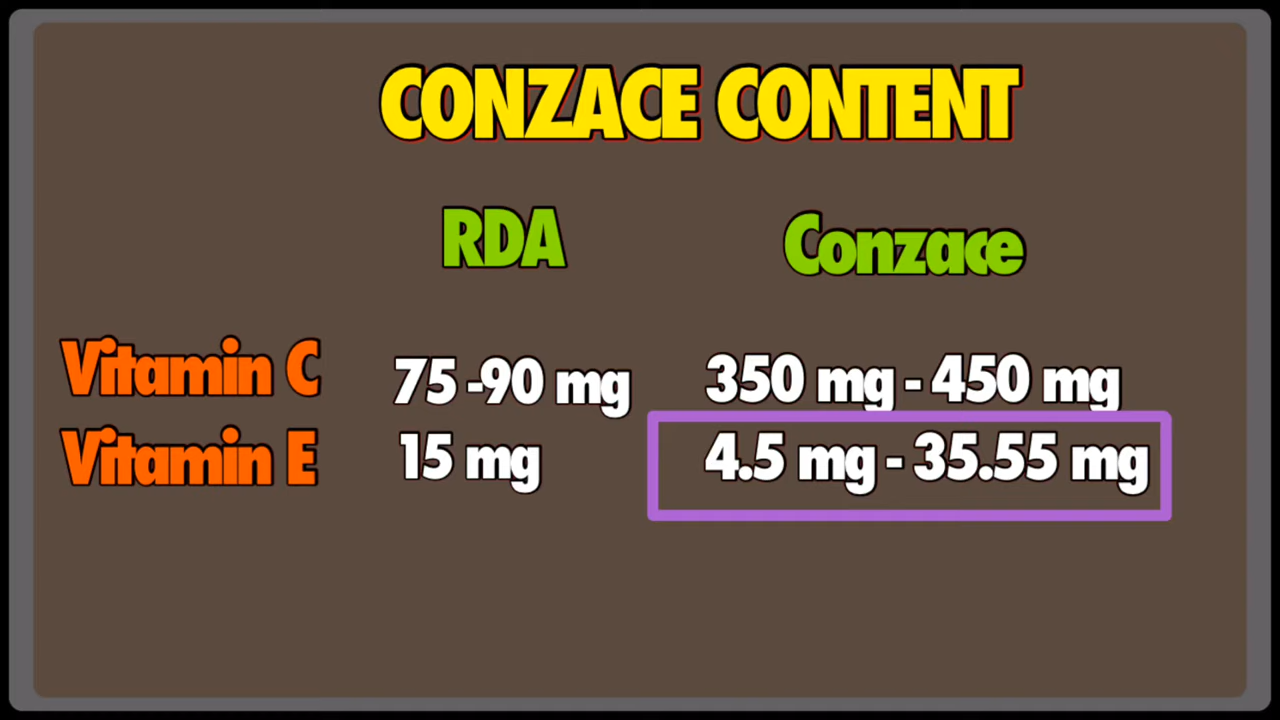 CONZACE CONTENT
RDA Conzace
Vitamin C 75 -90 mg 350 mg - 450 mg
Vitamin E 15 mg 4.5 mg - 35.55 mg